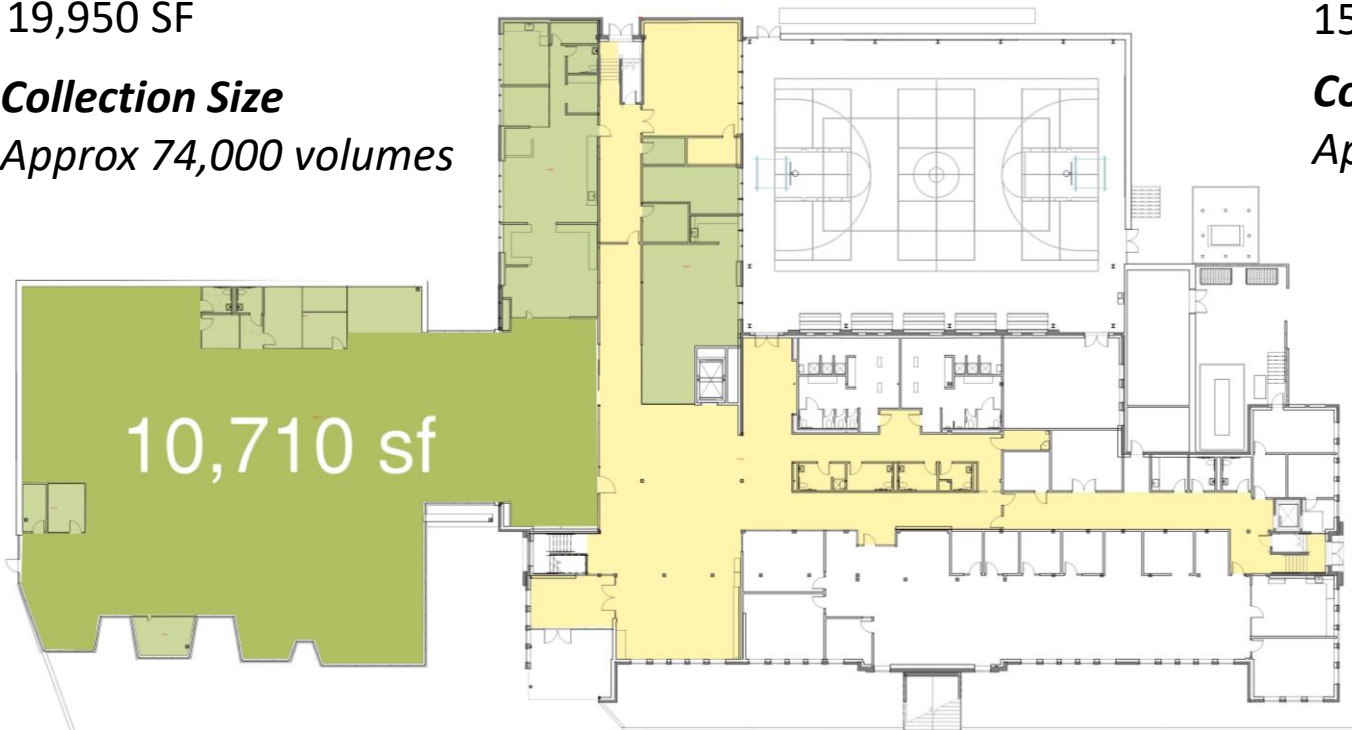 19,950 SF
Collection Size
Approx 74,000 volumes
10,710 sf
15
Co
Ap